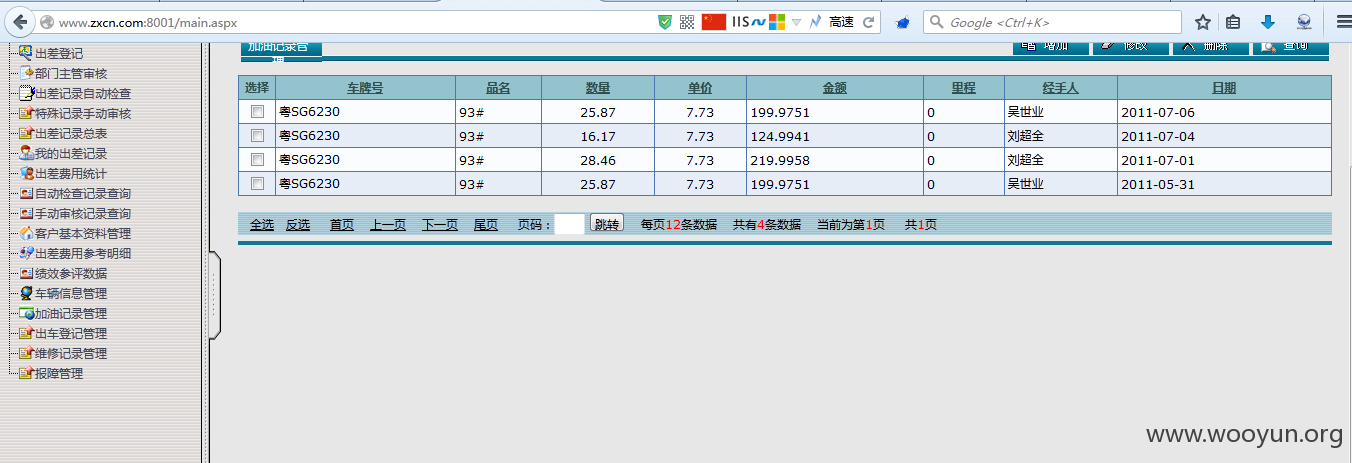 www.zxcn.com:8001/main.aspx
IIS
高速
Google <Ctrl+K>
出差登记
部门主管审核
出差记录自动检查
特殊记录手动审核
出差记录总表
我的出差记录
出差费用统计
自动检查记录查询
手动审核记录查询
客户基本资料管理
出差费用参考明细
绩效参评数据
车辆信息管理
加油记录管理
出车登记管理
维修记录管理
报障管理
加油记录管理
增加 修改 删除 查询
选择 车牌号 品名 数量 单价 金额 里程 经手人 日期
粤SG6230 93# 25.87 7.73 199.9751 0 吴世业 2011-07-06
粤SG6230 93# 16.17 7.73 124.9941 0 刘超全 2011-07-04
粤SG6230 93# 28.46 7.73 219.9958 0 刘超全 2011-07-01
粤SG6230 93# 25.87 7.73 199.9751 0 吴世业 2011-05-31
全选 反选 首页 上一页 下一页 尾页 页码： 跳转 每页12条数据 共有4条数据 当前为第1页 共1页
www.wooyun.org